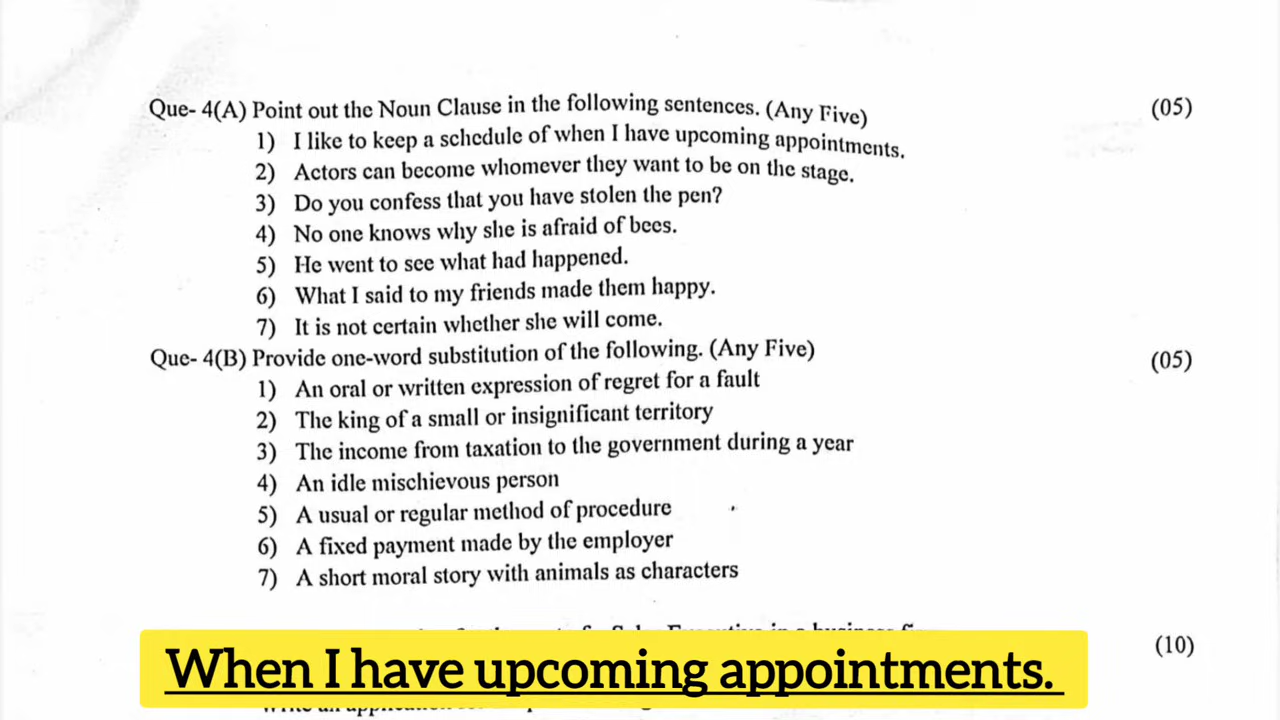 Que- 4(A) Point out the Noun Clause in the following sentences. (Any Five) (05)
1) I like to keep a schedule of when I have upcoming appointments.
2) Actors can become whomever they want to be on the stage.
3) Do you confess that you have stolen the pen?
4) No one knows why she is afraid of bees.
5) He went to see what had happened.
6) What I said to my friends made them happy.
7) It is not certain whether she will come.
Que- 4(B) Provide one-word substitution of the following. (Any Five) (05)
1) An oral or written expression of regret for a fault
2) The king of a small or insignificant territory
3) The income from taxation to the government during a year
4) An idle mischievous person
5) A usual or regular method of procedure
6) A fixed payment made by the employer
7) A short moral story with animals as characters
(10)
When I have upcoming appointments.